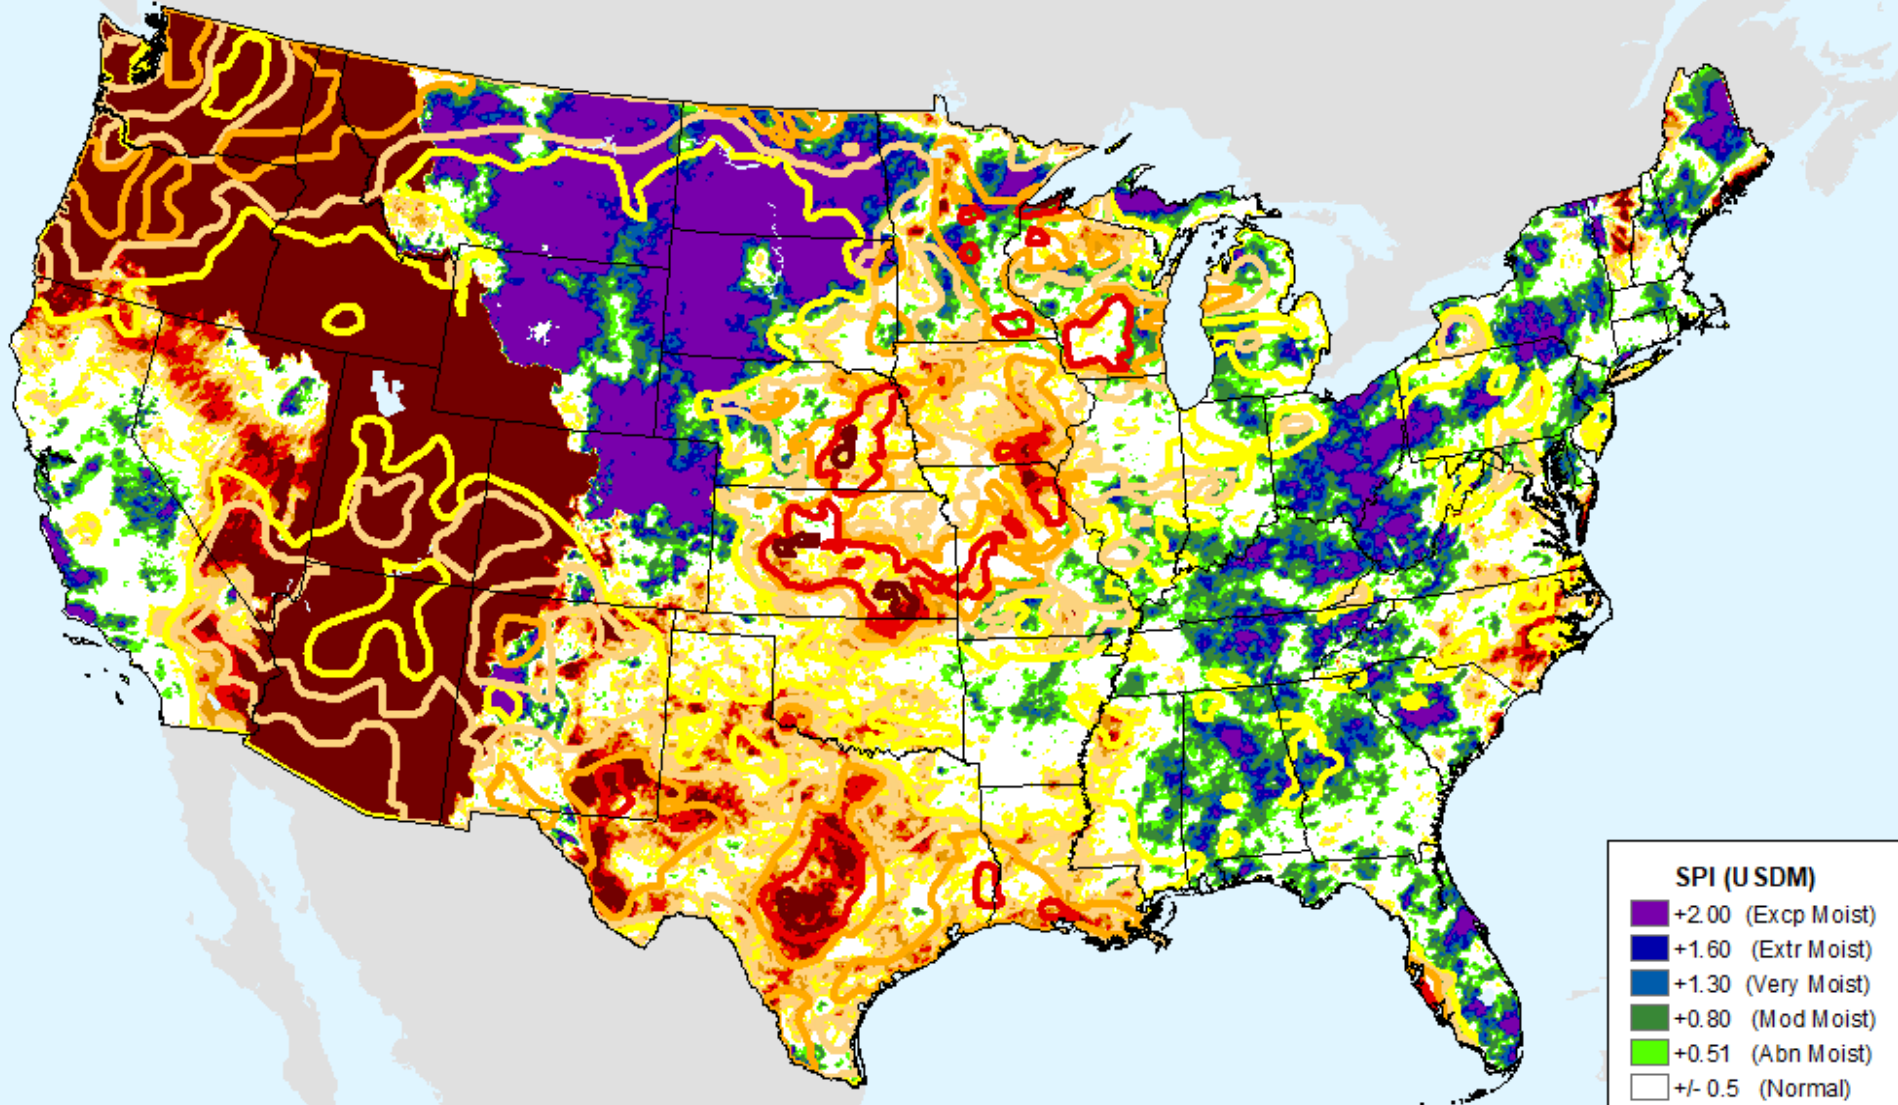 SPI (USDM)
+2.00 (Excp Moist)
+1.60 (Extr Moist)
+1.30 (Very Moist)
+0.80 (Mod Moist)
+0.51 (Abn Moist)
+/- 0.5 (Normal)